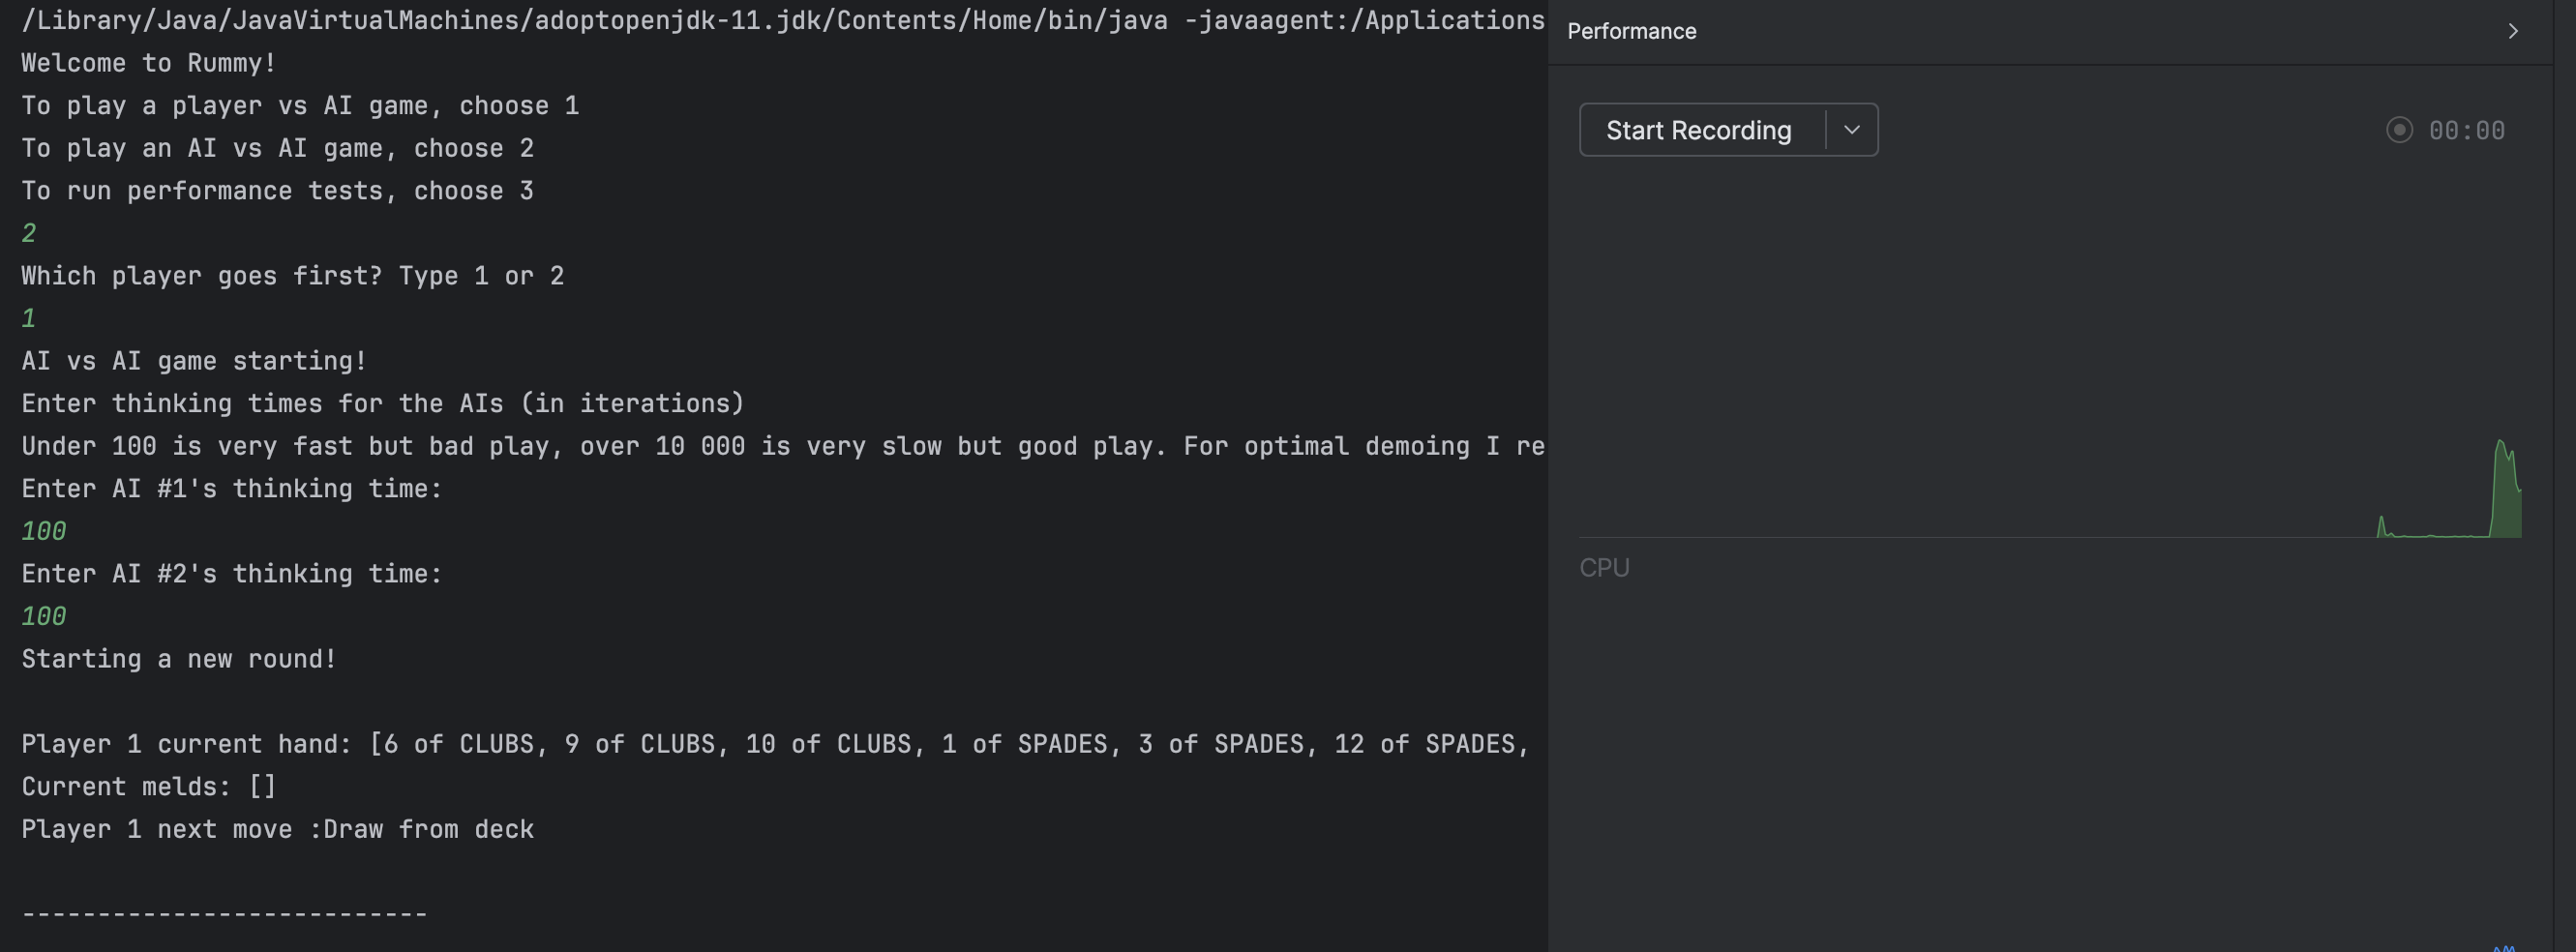 /Library/Java/JavaVirtualMachines/adoptopenjdk-11.jdk/Contents/Home/bin/java -javaagent:/Applications
Welcome to Rummy!
To play a player vs AI game, choose 1
To play an AI vs AI game, choose 2
To run performance tests, choose 3
2
Which player goes first? Type 1 or 2
1
AI vs AI game starting!
Enter thinking times for the AIs (in iterations)
Under 100 is very fast but bad play, over 10 000 is very slow but good play. For optimal demoing I re
Enter AI #1's thinking time:
100
Enter AI #2's thinking time:
100
Starting a new round!
Player 1 current hand: [6 of CLUBS, 9 of CLUBS, 10 of CLUBS, 1 of SPADES, 3 of SPADES, 12 of SPADES,
Current melds: []
Player 1 next move :Draw from deck
---------------------------
Performance
Start Recording
00:00
CPU